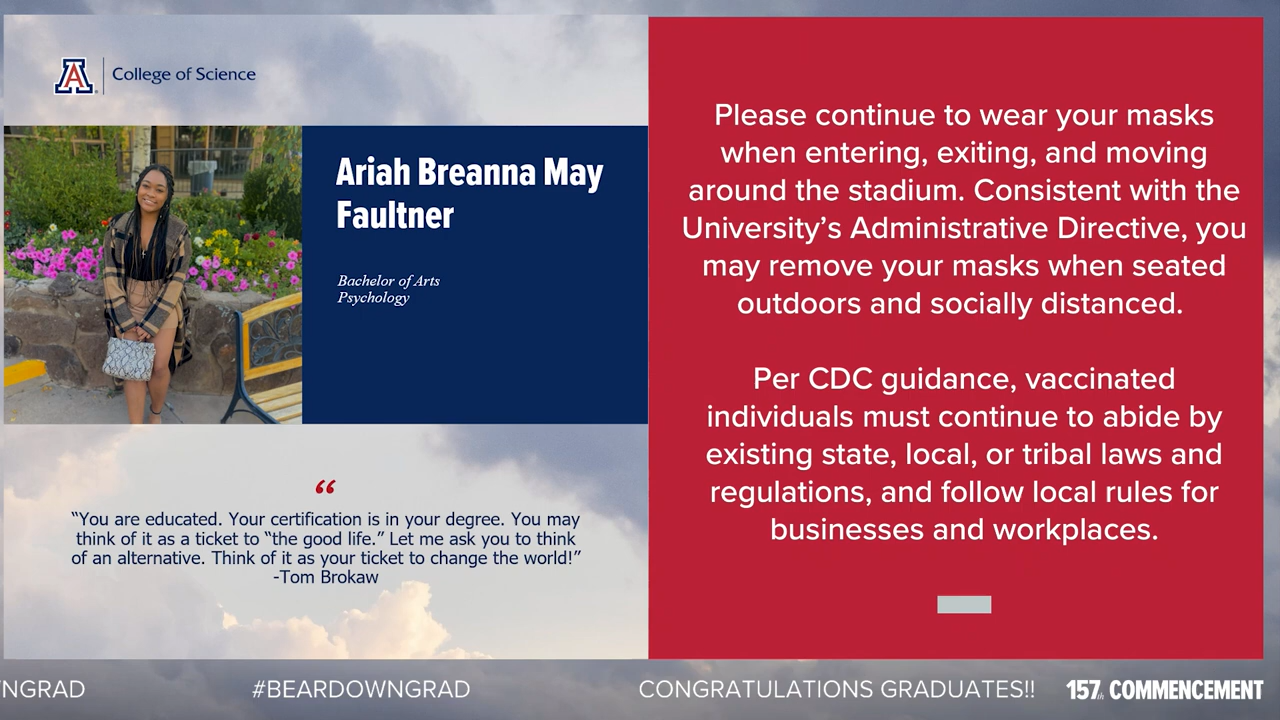 A
College of Science
Ariah Breanna May
Faultner
Bachelor of Arts
Psychology
“
“You are educated. Your certification is in your degree. You may
think of it as a ticket to “the good life.” Let me ask you to think
of an alternative. Think of it as your ticket to change the world!”
-Tom Brokaw
Please continue to wear your masks
when entering, exiting, and moving
around the stadium. Consistent with the
University’s Administrative Directive, you
may remove your masks when seated
outdoors and socially distanced.
Per CDC guidance, vaccinated
individuals must continue to abide by
existing state, local, or tribal laws and
regulations, and follow local rules for
businesses and workplaces.
NGRAD #BEARDOWNGRAD CONGRATULATIONS GRADUATES!! 157th COMMENCEMENT